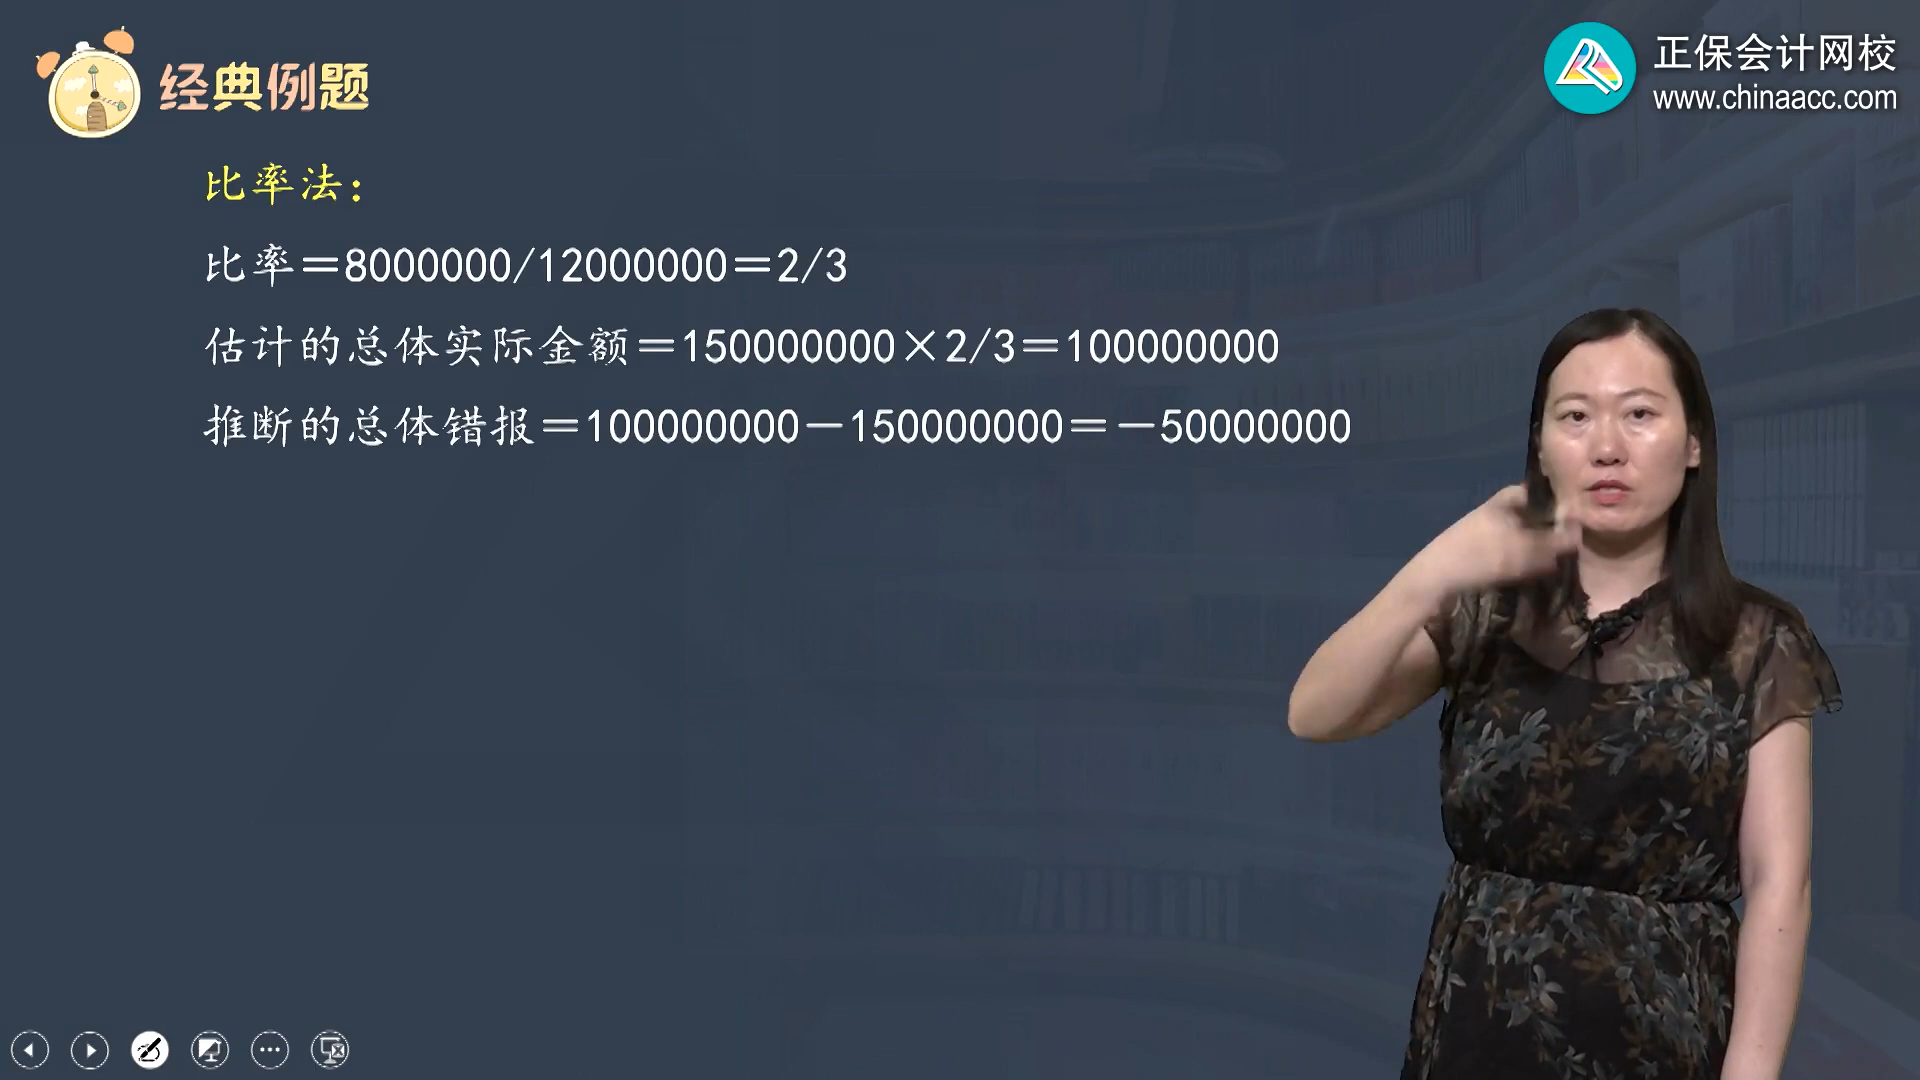 经典例题
正保会计网校
www.chinaacc.com
比率法：
比率＝8000000/12000000＝2/3
估计的总体实际金额＝150000000×2/3＝100000000
推断的总体错报＝100000000－150000000＝－50000000